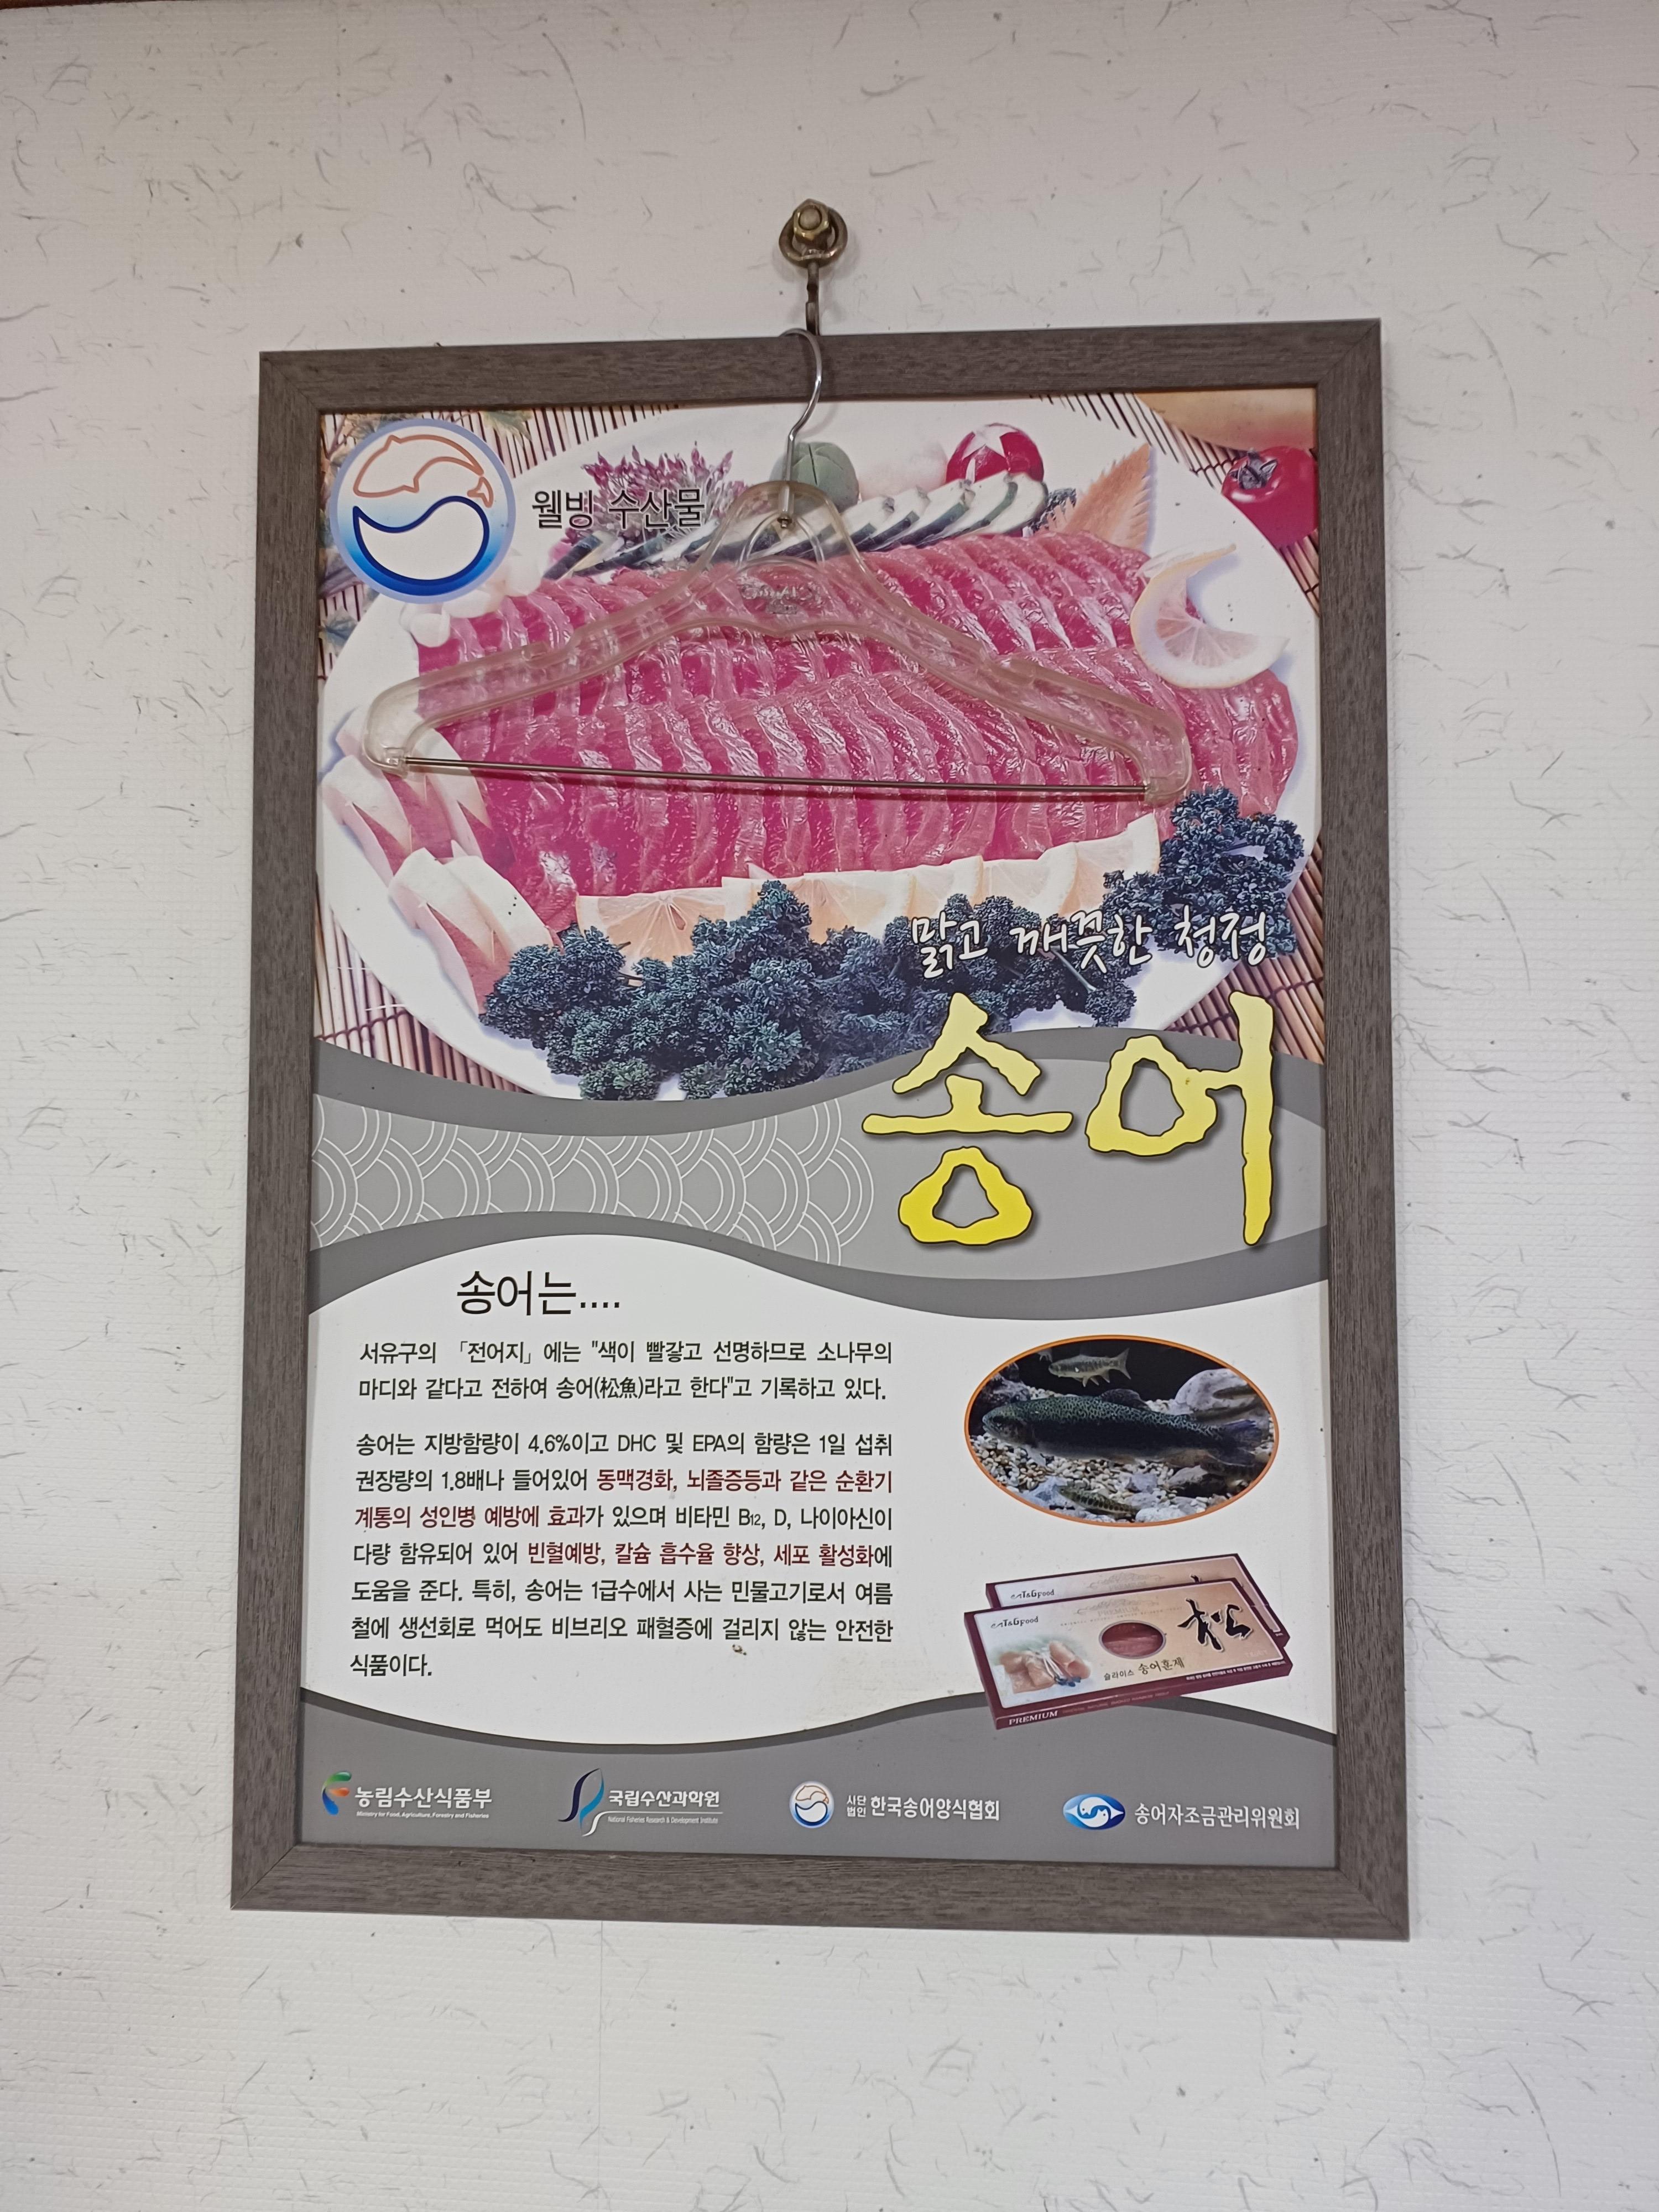 웰빙 수산물
맑고 깨끗한 청정
송어
송어는....
서유구의 「전어지」에는 "색이 빨갛고 선명하므로 소나무의
마디와 같다고 전하여 송어(松魚)라고 한다"고 기록하고 있다.
송어는 지방함량이 4.6%이고 DHC 및 EPA의 함량은 1일 섭취
권장량의 1.8배나 들어있어 동맥경화, 뇌졸증등과 같은 순환기
계통의 성인병 예방에 효과가 있으며 비타민 B12, D, 나이아신이
다량 함유되어 있어 빈혈예방, 칼슘 흡수율 향상, 세포 활성화에
도움을 준다. 특히, 송어는 1급수에서 사는 민물고기로서 여름
철에 생선회로 먹어도 비브리오 패혈증에 걸리지 않는 안전한
식품이다.
T&GFood
T&GFood
松
슬라이스 송어훈제
PREMIUM
농림수산식품부
Ministry for Food, Agriculture, Forestry and Fisheries
국립수산과학원
National Fisheries Research & Development Institute
사단법인 한국송어양식협회
송어자조금관리위원회